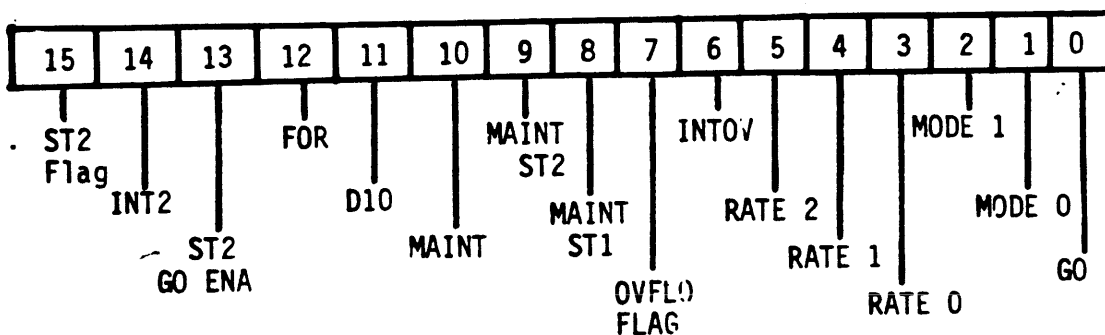 15 14 13 12 11 10 9 8 7 6 5 4 3 2 1 0
ST2
Flag
INT2
ST2
GO ENA
FOR
D10
MAINT
MAINT
ST2
MAINT
ST1
OVFLO
FLAG
INTOV
RATE 2
RATE 1
RATE 0
MODE 1
MODE 0
GO